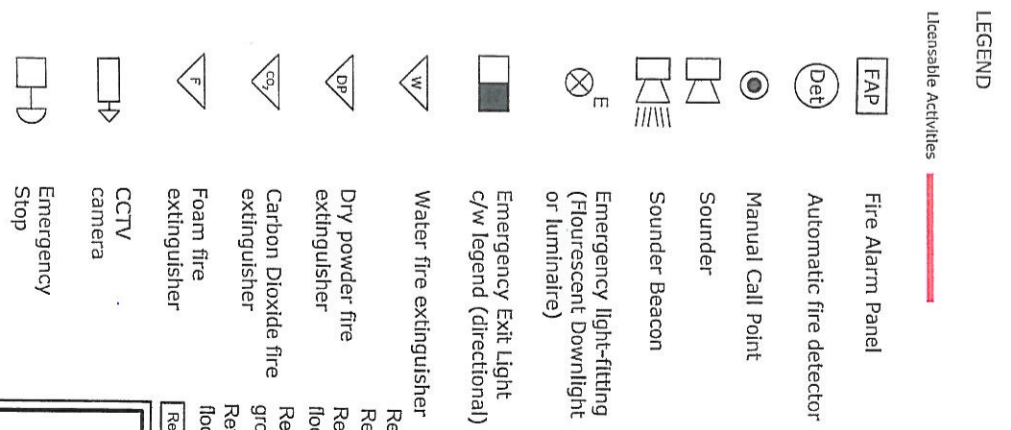 LEGEND
Licensable Activities
FAP Fire Alarm Panel
Det Automatic fire detector
Manual Call Point
Sounder
Sounder Beacon
E Emergency light-fitting
(Flourescent Downlight
or luminaire)
Emergency Exit Light
c/w legend (directional)
W Water fire extinguisher
DP Dry powder fire
extinguisher
CO₂ Carbon Dioxide fire
extinguisher
F Foam fire
extinguisher
CCTV
camera
Emergency
Stop